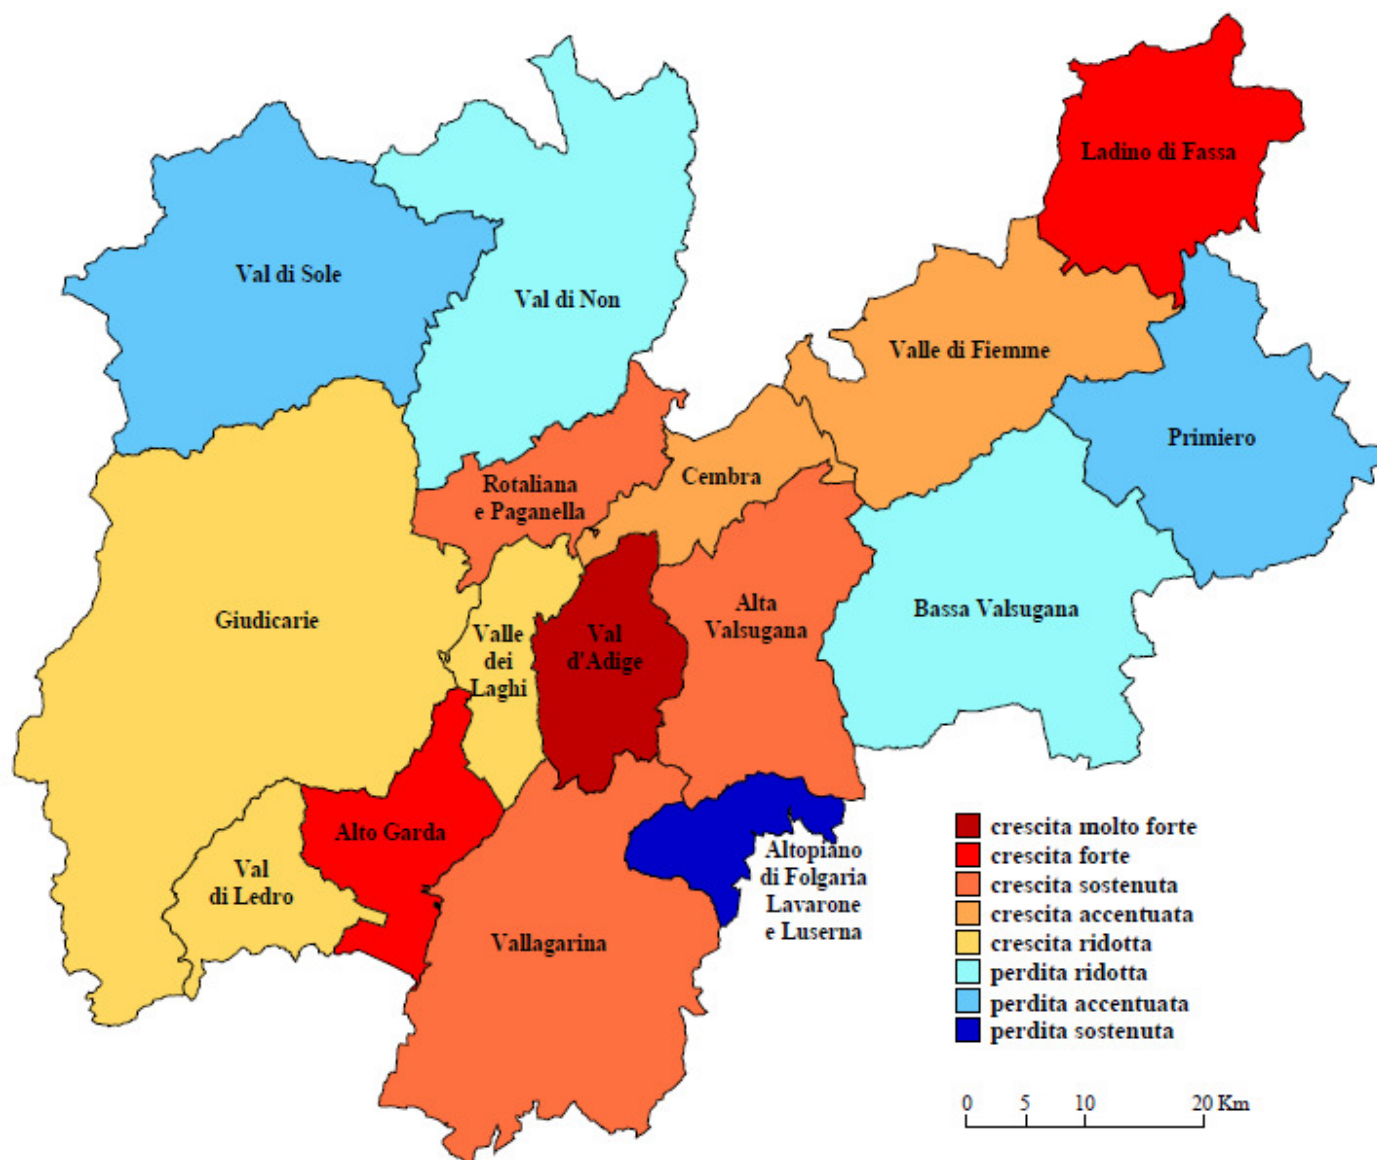 Ladino di Fassa
Val di Sole
Val di Non
Valle di Fiemme
Primiero
Rotaliana
e Paganella
Cembra
Giudicarie
Valle
dei
Laghi
Val
d'Adige
Alta
Valsugana
Bassa Valsugana
Alto Garda
Val
di Ledro
Vallagarina
Altopiano
di Folgaria
Lavarone
e Luserna
crescita molto forte
crescita forte
crescita sostenuta
crescita accentuata
crescita ridotta
perdita ridotta
perdita accentuata
perdita sostenuta
0 5 10 20 Km